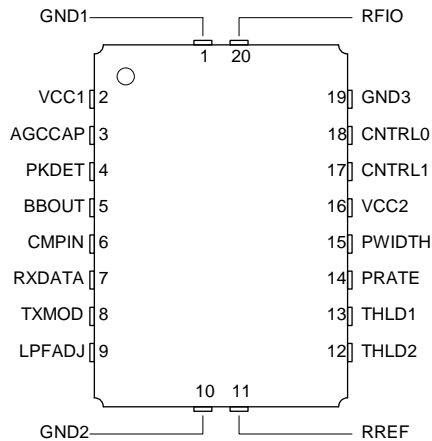 GND1 RFIO
1 20
VCC1 2 19 GND3
AGCCAP 3 18 CNTRL0
PKDET 4 17 CNTRL1
BBOUT 5 16 VCC2
CMPIN 6 15 PWIDTH
RXDATA 7 14 PRATE
TXMOD 8 13 THLD1
LPFADJ 9 12 THLD2
10 11
GND2 RREF